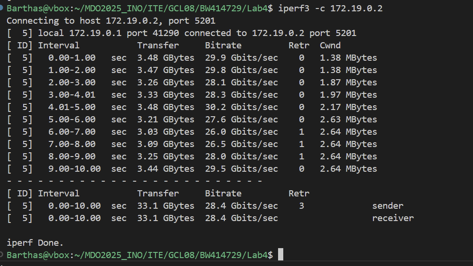 Barthas@vbox:~/MDO2025_INO/ITE/GCL08/BW414729/Lab4$ iperf3 -c 172.19.0.2
Connecting to host 172.19.0.2, port 5201
[  5] local 172.19.0.1 port 41290 connected to 172.19.0.2 port 5201
[ ID] Interval           Transfer     Bitrate         Retr  Cwnd
[  5]   0.00-1.00   sec  3.48 GBytes  29.9 Gbits/sec    0   1.38 MBytes
[  5]   1.00-2.00   sec  3.47 GBytes  29.8 Gbits/sec    0   1.38 MBytes
[  5]   2.00-3.00   sec  3.26 GBytes  28.1 Gbits/sec    0   1.87 MBytes
[  5]   3.00-4.01   sec  3.33 GBytes  28.3 Gbits/sec    0   1.97 MBytes
[  5]   4.01-5.00   sec  3.48 GBytes  30.2 Gbits/sec    0   2.17 MBytes
[  5]   5.00-6.00   sec  3.21 GBytes  27.6 Gbits/sec    0   2.63 MBytes
[  5]   6.00-7.00   sec  3.03 GBytes  26.0 Gbits/sec    1   2.64 MBytes
[  5]   7.00-8.00   sec  3.09 GBytes  26.5 Gbits/sec    1   2.64 MBytes
[  5]   8.00-9.00   sec  3.25 GBytes  28.0 Gbits/sec    1   2.64 MBytes
[  5]   9.00-10.00  sec  3.44 GBytes  29.5 Gbits/sec    0   2.64 MBytes
- - - - - - - - - - - - - - - - - - - - - - - - -
[ ID] Interval           Transfer     Bitrate         Retr
[  5]   0.00-10.00  sec  33.1 GBytes  28.4 Gbits/sec    3             sender
[  5]   0.00-10.00  sec  33.1 GBytes  28.4 Gbits/sec                  receiver
iperf Done.
Barthas@vbox:~/MDO2025_INO/ITE/GCL08/BW414729/Lab4$